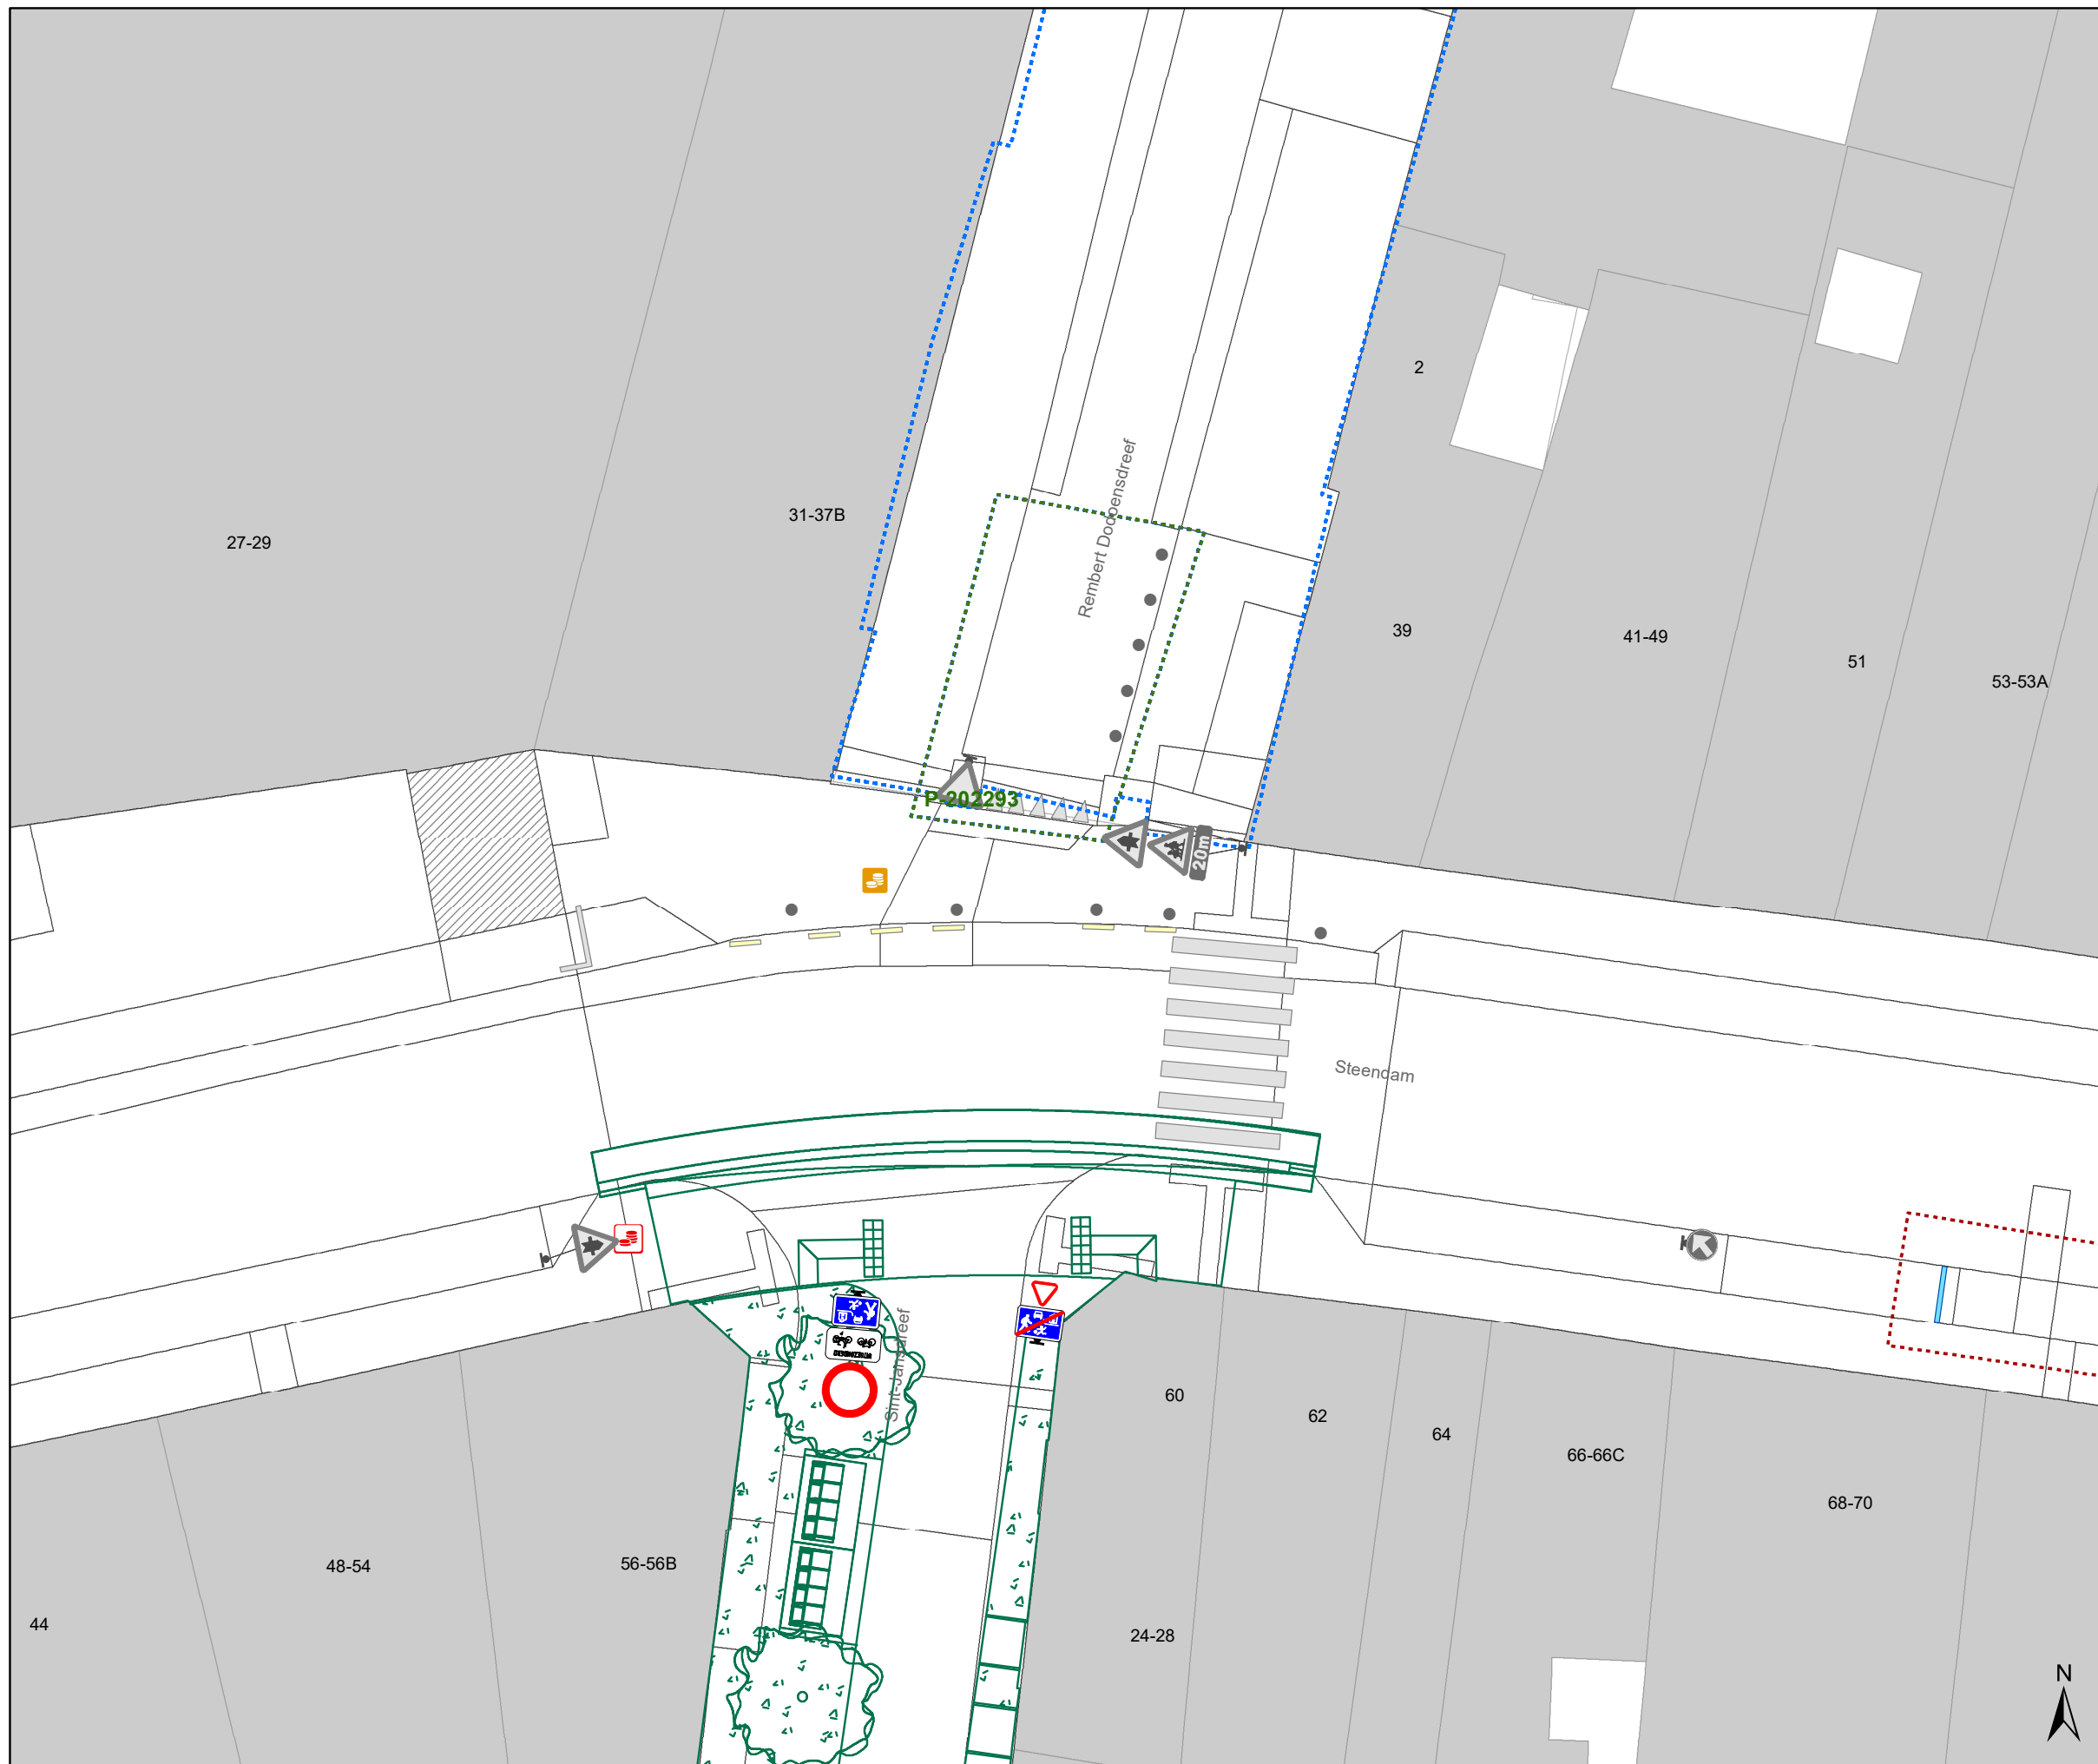 2
Rembert Dodoensdreef
31-37B
27-29
39
41-49
51
53-53A
P-202293
20m
Steendam
Sint-Jansdreef
60
62
64
66-66C
68-70
48-54
56-56B
44
24-28
N